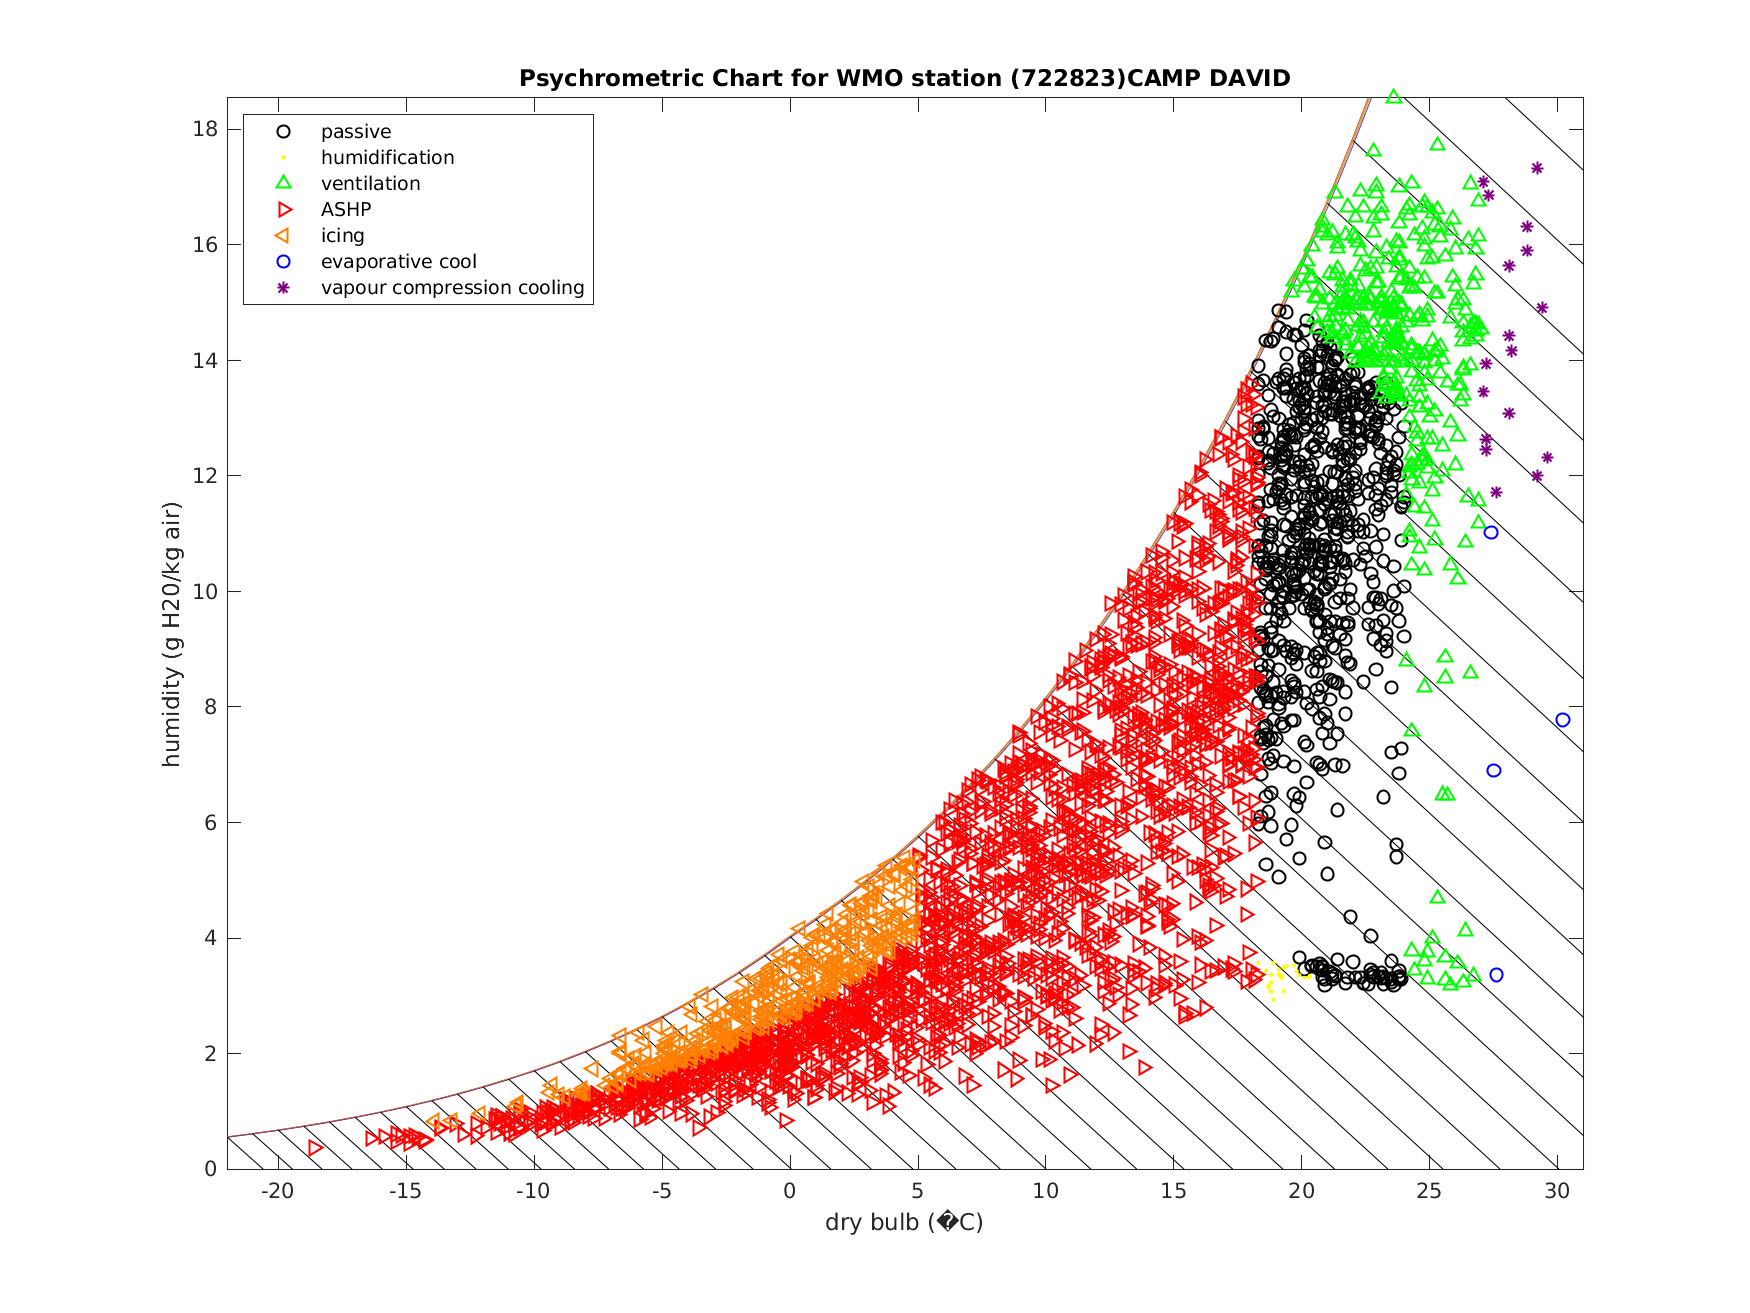 Psychrometric Chart for WMO station (722823)CAMP DAVID
passive
humidification
ventilation
ASHP
icing
evaporative cool
vapour compression cooling
humidity (g H20/kg air)
18
16
14
12
10
8
6
4
2
0
-20 -15 -10 -5 0 5 10 15 20 25 30
dry bulb (�C)